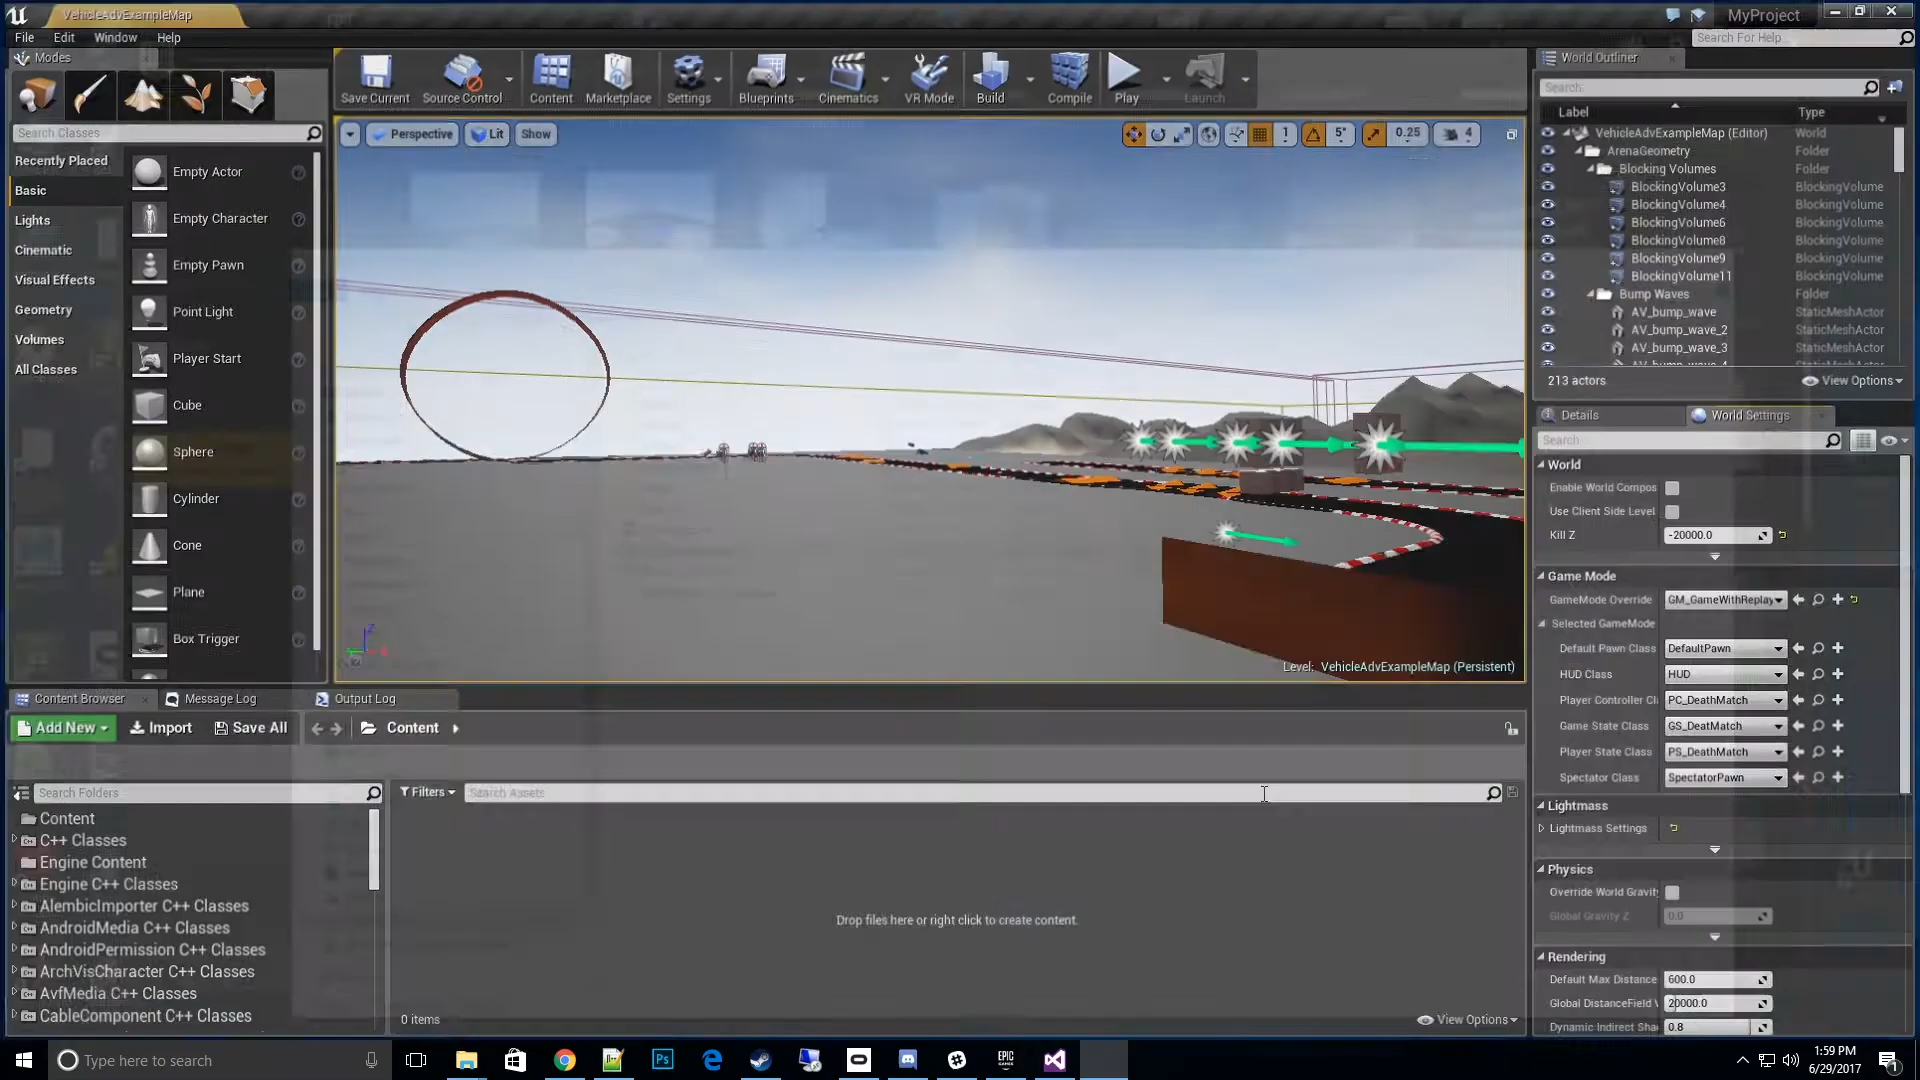 VehicleAdvExampleMap
MyProject
File Edit Window Help
Search For Help
Modes
Search Classes
Recently Placed
Basic
Lights
Cinematic
Visual Effects
Geometry
Volumes
All Classes
Empty Actor
Empty Character
Empty Pawn
Point Light
Player Start
Cube
Sphere
Cylinder
Cone
Plane
Box Trigger
Save Current Source Control Content Marketplace Settings Blueprints Cinematics VR Mode Build Compile Play Launch
Perspective Lit Show
1 5° 0.25 4
Level: VehicleAdvExampleMap (Persistent)
World Outliner
Search
Label Type
VehicleAdvExampleMap (Editor) World
ArenaGeometry Folder
Blocking Volumes Folder
BlockingVolume3 BlockingVolume
BlockingVolume4 BlockingVolume
BlockingVolume6 BlockingVolume
BlockingVolume8 BlockingVolume
BlockingVolume9 BlockingVolume
BlockingVolume11 BlockingVolume
Bump Waves Folder
AV_bump_wave StaticMeshActor
AV_bump_wave_2 StaticMeshActor
AV_bump_wave_3 StaticMeshActor
213 actors View Options
Details World Settings
Search
World
Enable World Compos
Use Client Side Level
Kill Z -20000.0
Game Mode
GameMode Override GM_GameWithReplay
Selected GameMode
Default Pawn Class DefaultPawn
HUD Class HUD
Player Controller Cl PC_DeathMatch
Game State Class GS_DeatMatch
Player State Class PS_DeathMatch
Spectator Class SpectatorPawn
Lightmass
Lightmass Settings
Physics
Override World Gravit
Global Gravity Z 0.0
Rendering
Default Max Distance 600.0
Global DistanceField V 20000.0
Dynamic Indirect Sha 0.8
Content Browser Message Log Output Log
Add New Import Save All Content
Search Folders
Filters Search Assets
Content
C++ Classes
Engine Content
Engine C++ Classes
AlembicImporter C++ Classes
AndroidMedia C++ Classes
AndroidPermission C++ Classes
ArchVisCharacter C++ Classes
AvfMedia C++ Classes
CableComponent C++ Classes
Drop files here or right click to create content.
0 items View Options
Type here to search
Ps
EPIC GAMES
1:59 PM
6/29/2017
1